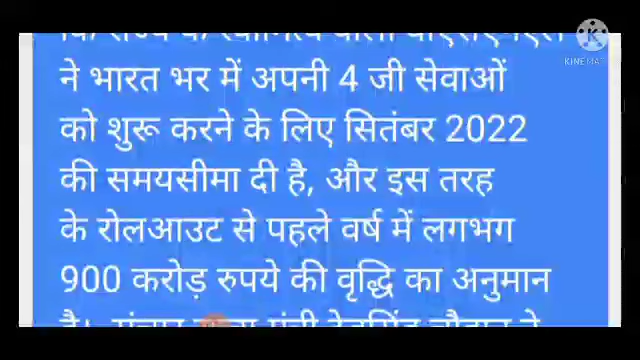 ने भारत भर में अपनी 4 जी सेवाओं
को शुरू करने के लिए सितंबर 2022
की समयसीमा दी है, और इस तरह
के रोलआउट से पहले वर्ष में लगभग
900 करोड़ रुपये की वृद्धि का अनुमान
है।
KINEMA